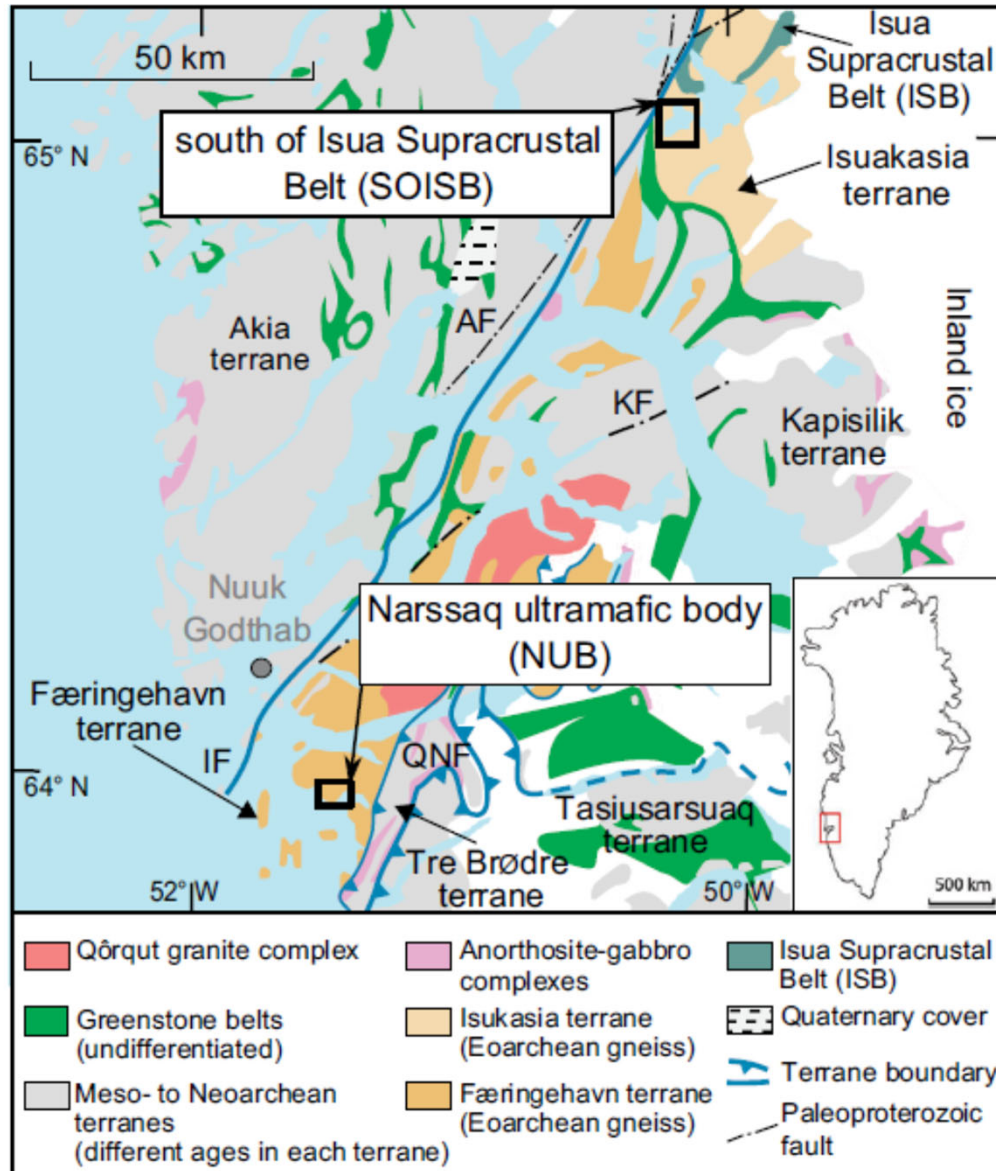 50 km
Isua
Supracrustal
Belt (ISB)
south of Isua Supracrustal
Belt (SOISB)
65° N
Isuakasia
terrane
Akia
terrane
AF
Inland ice
KF
Kapisilik
terrane
Nuuk
Godthab
Narssaq ultramafic body
(NUB)
Færingehavn
terrane
IF
QNF
64° N
Tasiusarsuaq
terrane
Tre BrØdre
terrane
52° W
50° W
500 km
Qôrqut granite complex
Greenstone belts
(undifferentiated)
Meso- to Neoarchean
terranes
(different ages in each terrane)
Anorthosite-gabbro
complexes
Isukasia terrane
(Eoarchean gneiss)
Færingehavn terrane
(Eoarchean gneiss)
Isua Supracrustal
Belt (ISB)
Quaternary cover
Terrane boundary
Paleoproterozoic
fault